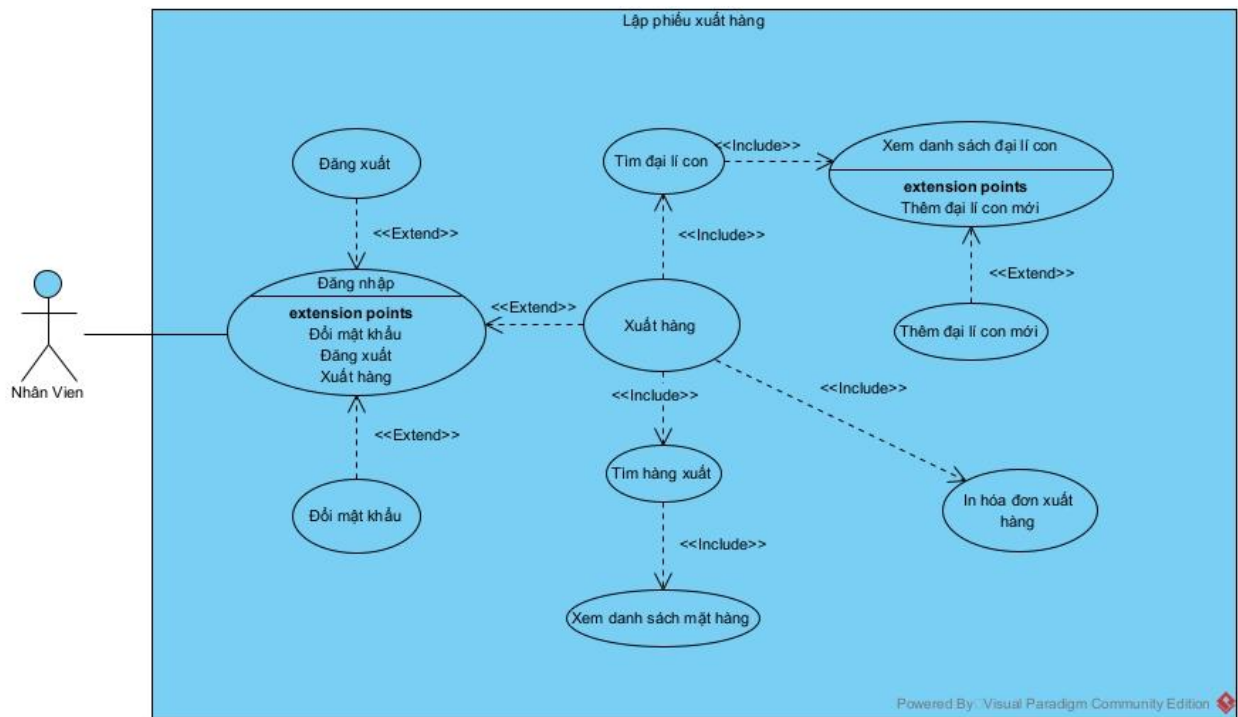 Lập phiếu xuất hàng
Đăng xuất
<<Extend>>
Đăng nhập
extension points
Đổi mật khẩu
Đăng xuất
Xuất hàng
Nhân Vien
<<Extend>>
Đổi mật khẩu
<<Extend>>
Xuất hàng
<<Include>>
Tìm đại lí con
<<Include>>
Xem danh sách đại lí con
extension points
Thêm đại lí con mới
<<Extend>>
Thêm đại lí con mới
<<Include>>
Tìm hàng xuất
<<Include>>
Xem danh sách mặt hàng
<<Include>>
In hóa đơn xuất
hàng
Powered By Visual Paradigm Community Edition